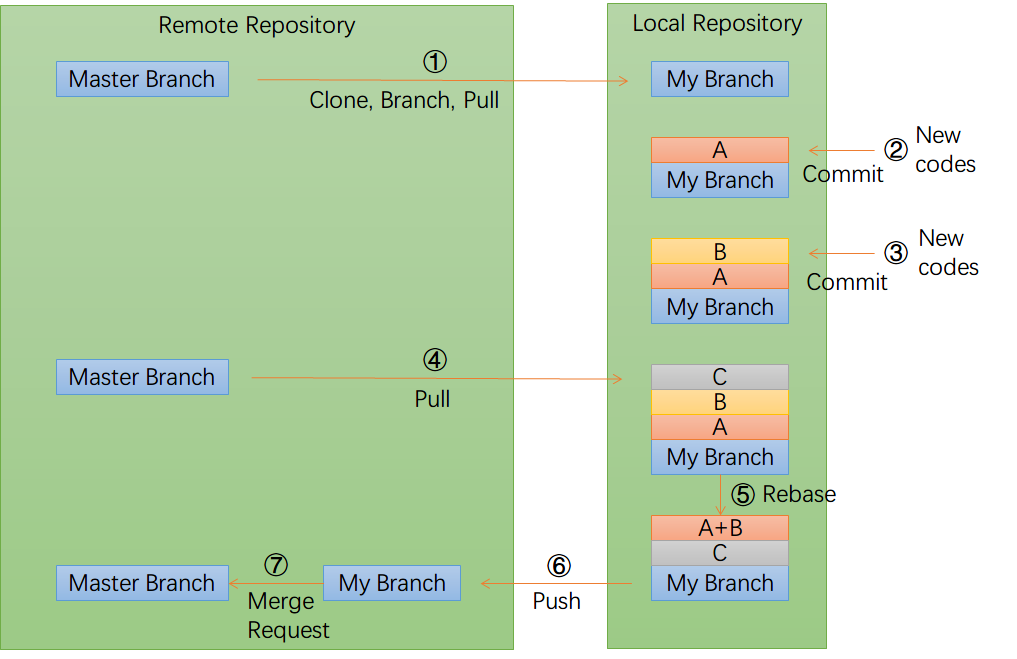 Remote Repository
Local Repository
①
Master Branch
My Branch
Clone, Branch, Pull
A
My Branch
② New
codes
Commit
B
A
My Branch
③ New
codes
Commit
④
Master Branch
Pull
C
B
A
My Branch
⑤ Rebase
A+B
C
My Branch
⑥
Push
⑦
Master Branch
My Branch
Merge
Request